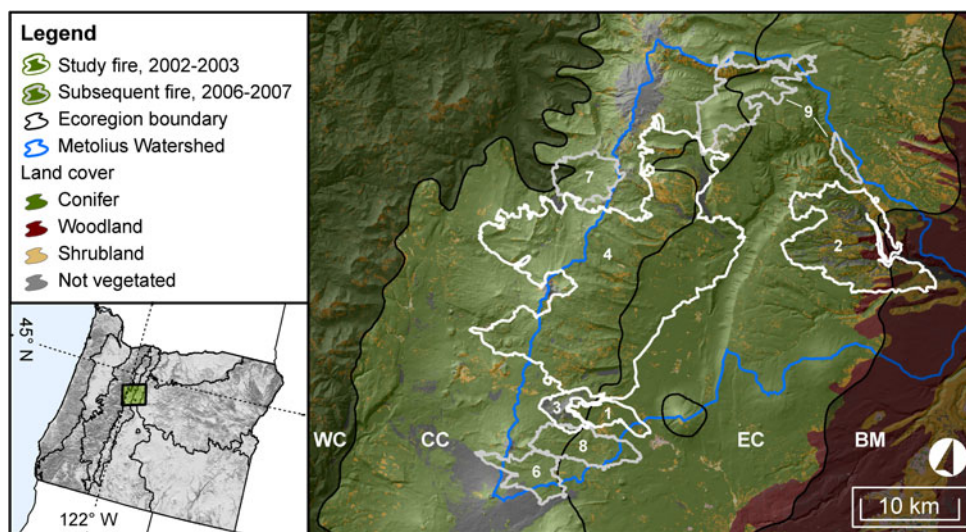 Legend
Study fire, 2002-2003
Subsequent fire, 2006-2007
Ecoregion boundary
Metolius Watershed
Land cover
Conifer
Woodland
Shrubland
Not vegetated
45° N
122° W
9
7
2
4
3
1
8
6
WC
CC
EC
BM
10 km